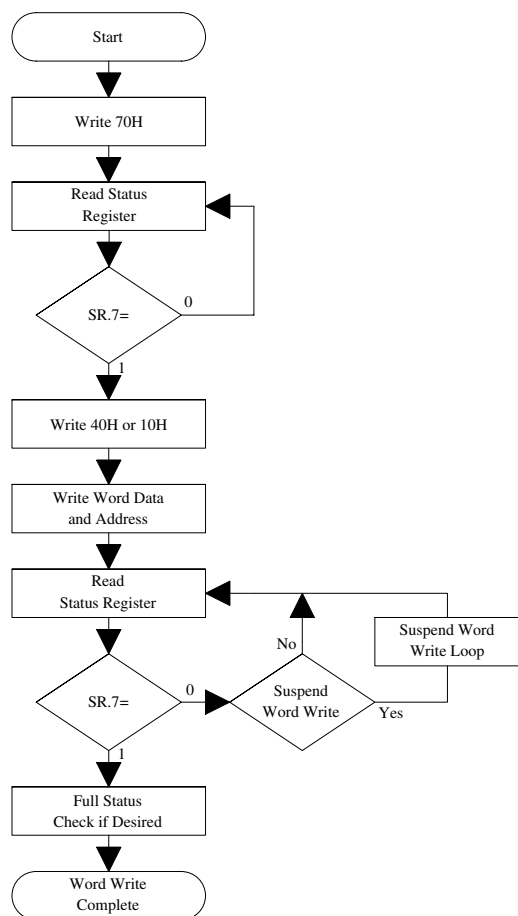 Start
Write 70H
Read Status
Register
SR.7=
0
1
Write 40H or 10H
Write Word Data
and Address
Read
Status Register
No
Suspend Word
Write Loop
SR.7=
0
Suspend
Word Write
Yes
1
Full Status
Check if Desired
Word Write
Complete